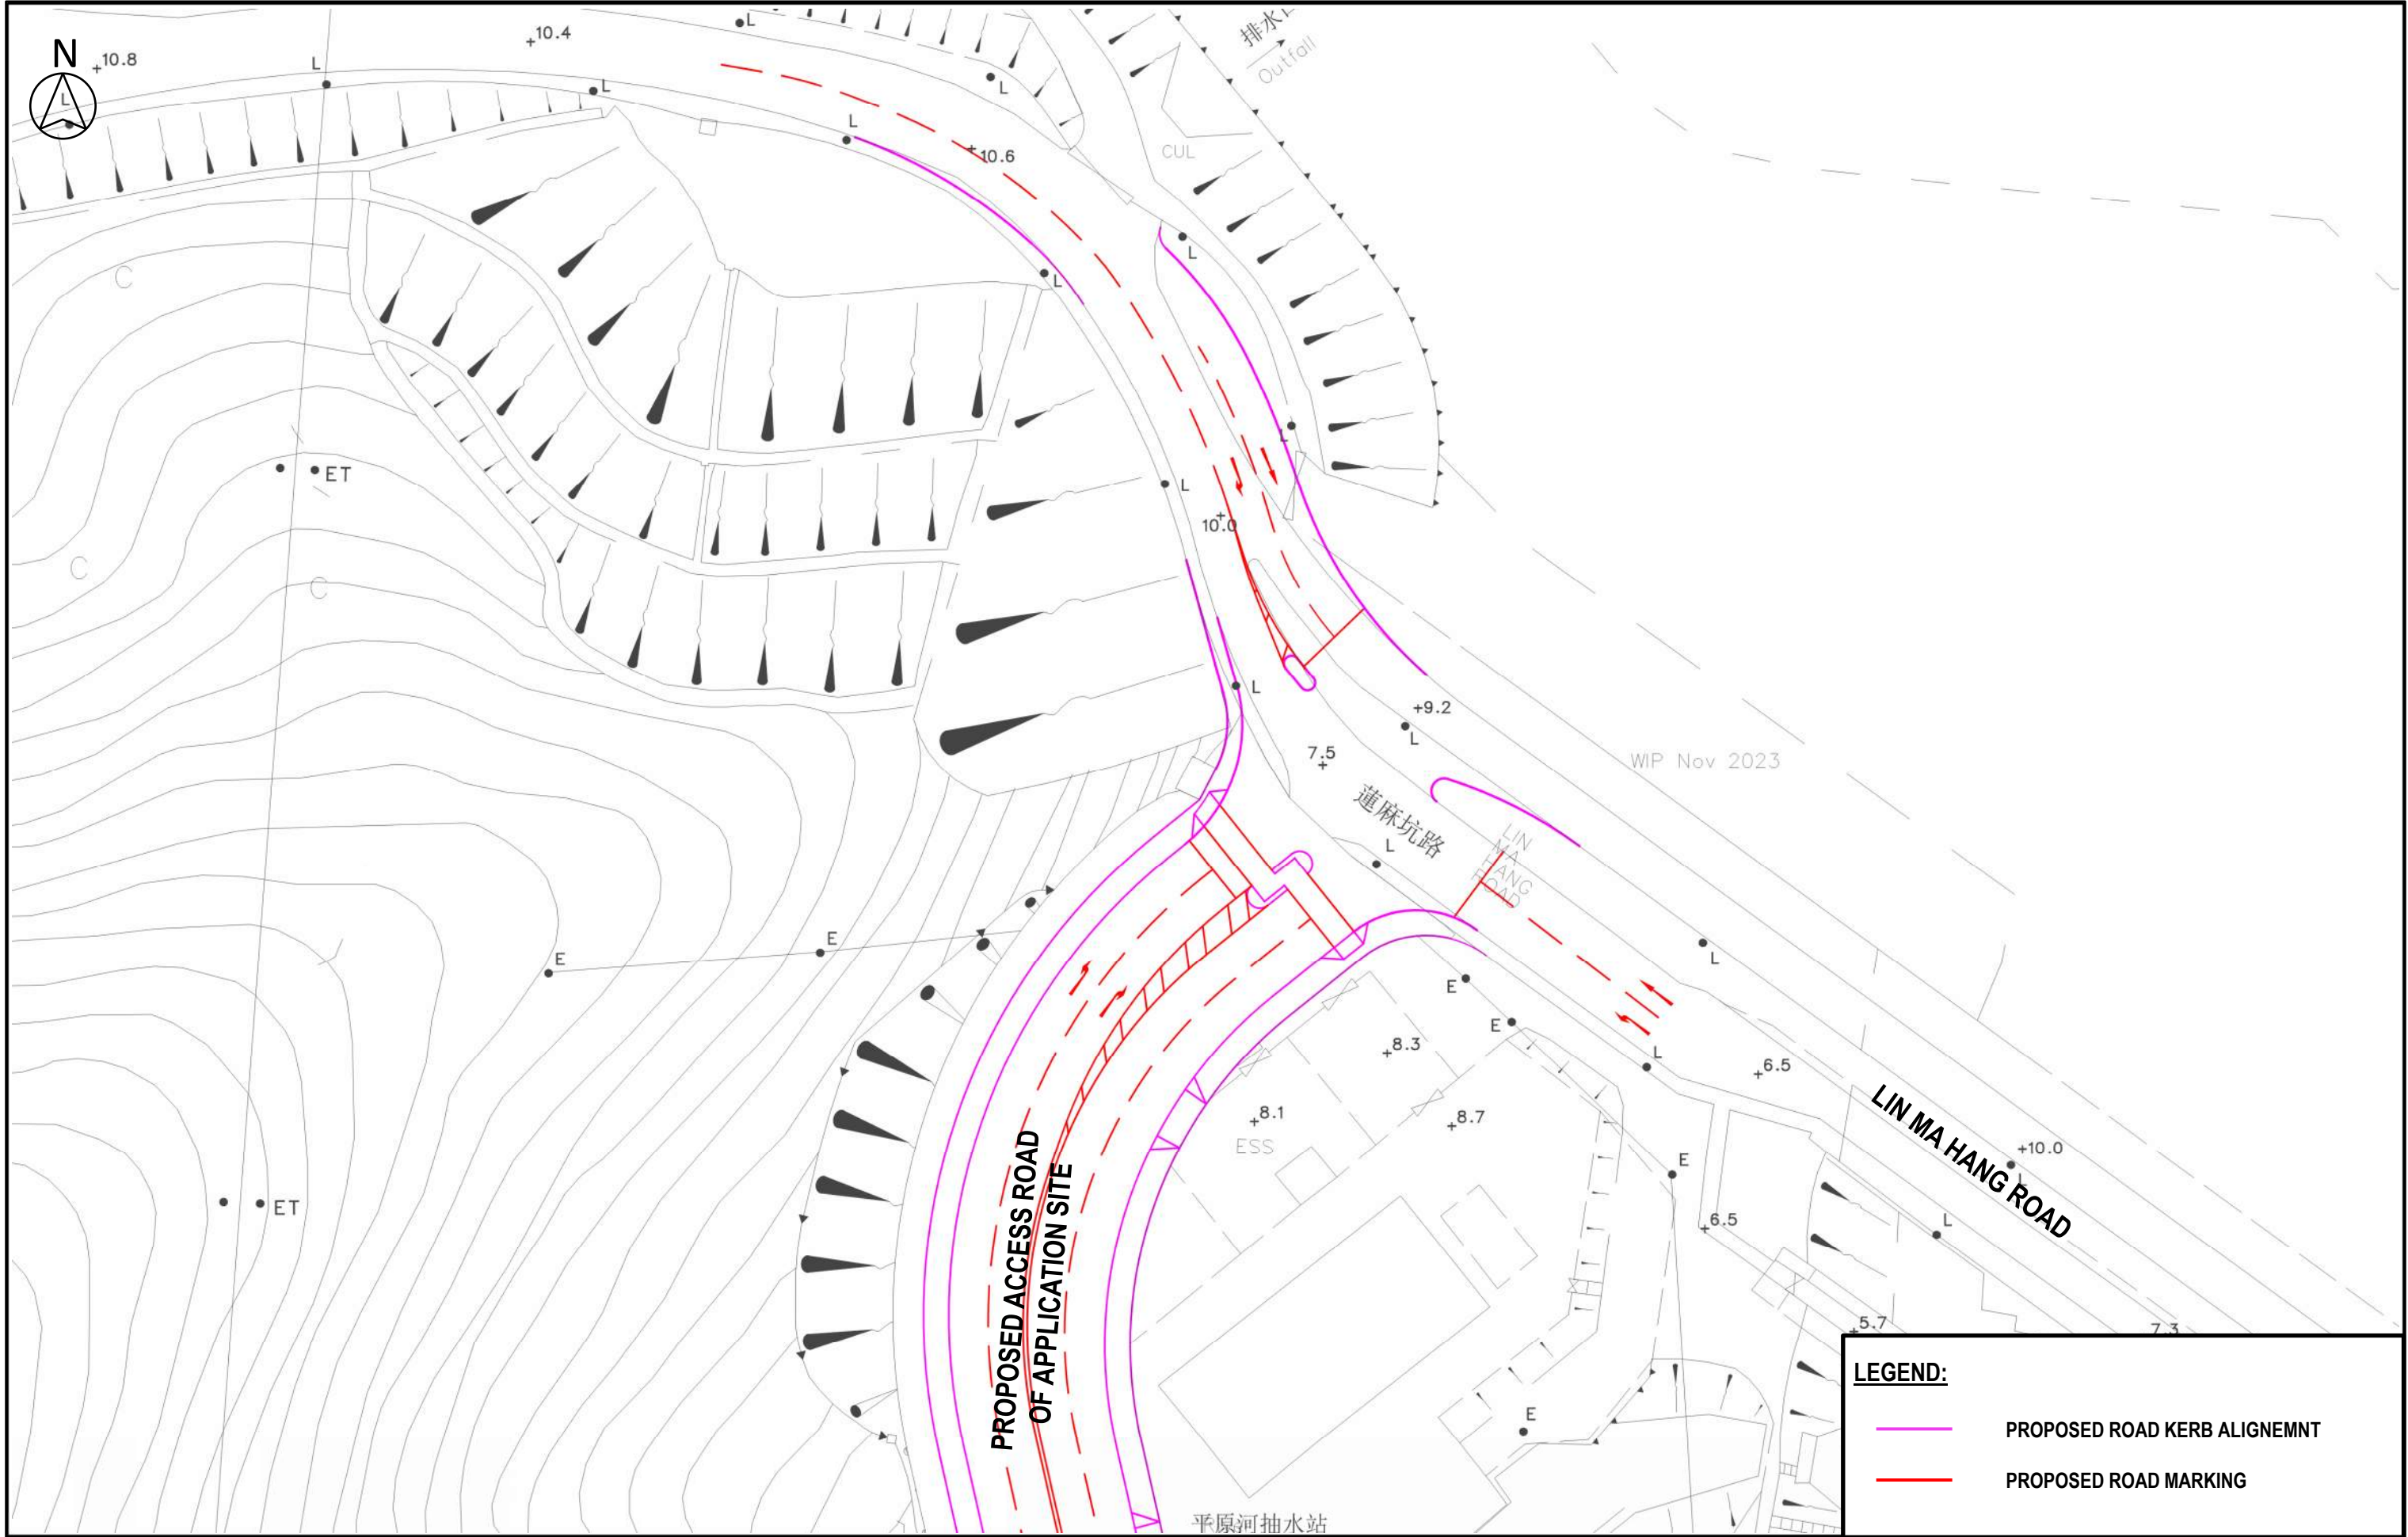 N
L
+10.8
L
+10.4
L
L
L
L
排水
Outfall
CUL
+10.6
L
L
C
ET
L
L
10.0
C
C
L
+9.2
L
7.5
WIP Nov 2023
蓮麻坑路
LIN
MA
HANG
ROAD
L
E
E
L
E
E
L
+8.3
+6.5
+8.1
+8.7
ESS
LIN MA HANG ROAD
+10.0
L
E
ET
+6.5
L
PROPOSED ACCESS ROAD
OF APPLICATION SITE
+5.7
7.3
E
平原河抽水站
LEGEND:
PROPOSED ROAD KERB ALIGNEMNT
PROPOSED ROAD MARKING